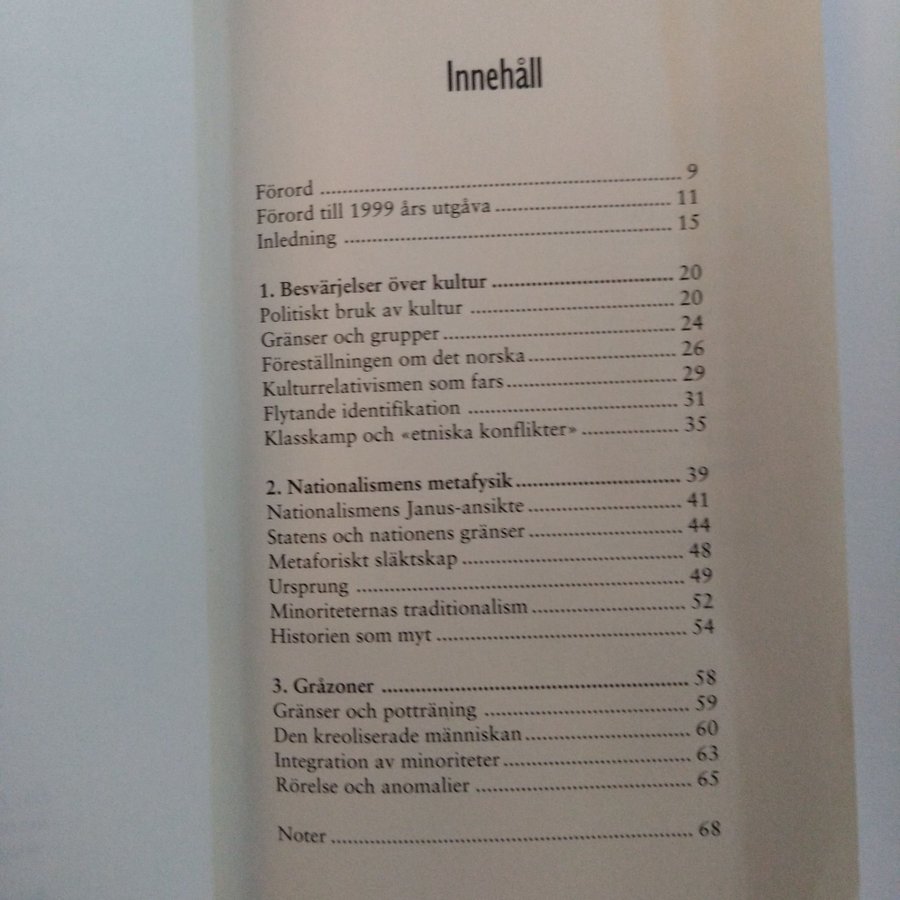 Innehåll
Förord ........................................................ 9
Förord till 1999 års utgåva ............................ 11
Inledning .................................................... 15
1. Besvärjelser över kultur ............................. 20
Politiskt bruk av kultur ................................ 20
Gränser och grupper .................................... 24
Föreställningen om det norska ....................... 26
Kulturrelativismen som fars ........................... 29
Flytande identifikation ................................. 31
Klasskamp och «etniska konflikter» ................ 35
2. Nationalismens metafysik .......................... 39
Nationalismens Janus-ansikte ........................ 41
Statens och nationens gränser ........................ 44
Metaforiskt släktskap ................................... 48
Ursprung ..................................................... 49
Minoriteternas traditionalism ........................ 52
Historien som myt ....................................... 54
3. Gråzoner ................................................ 58
Gränser och potträning ................................. 59
Den kreoliserade människan .......................... 60
Integration av minoriteter ............................. 63
Rörelse och anomalier .................................. 65
Noter .......................................................... 68